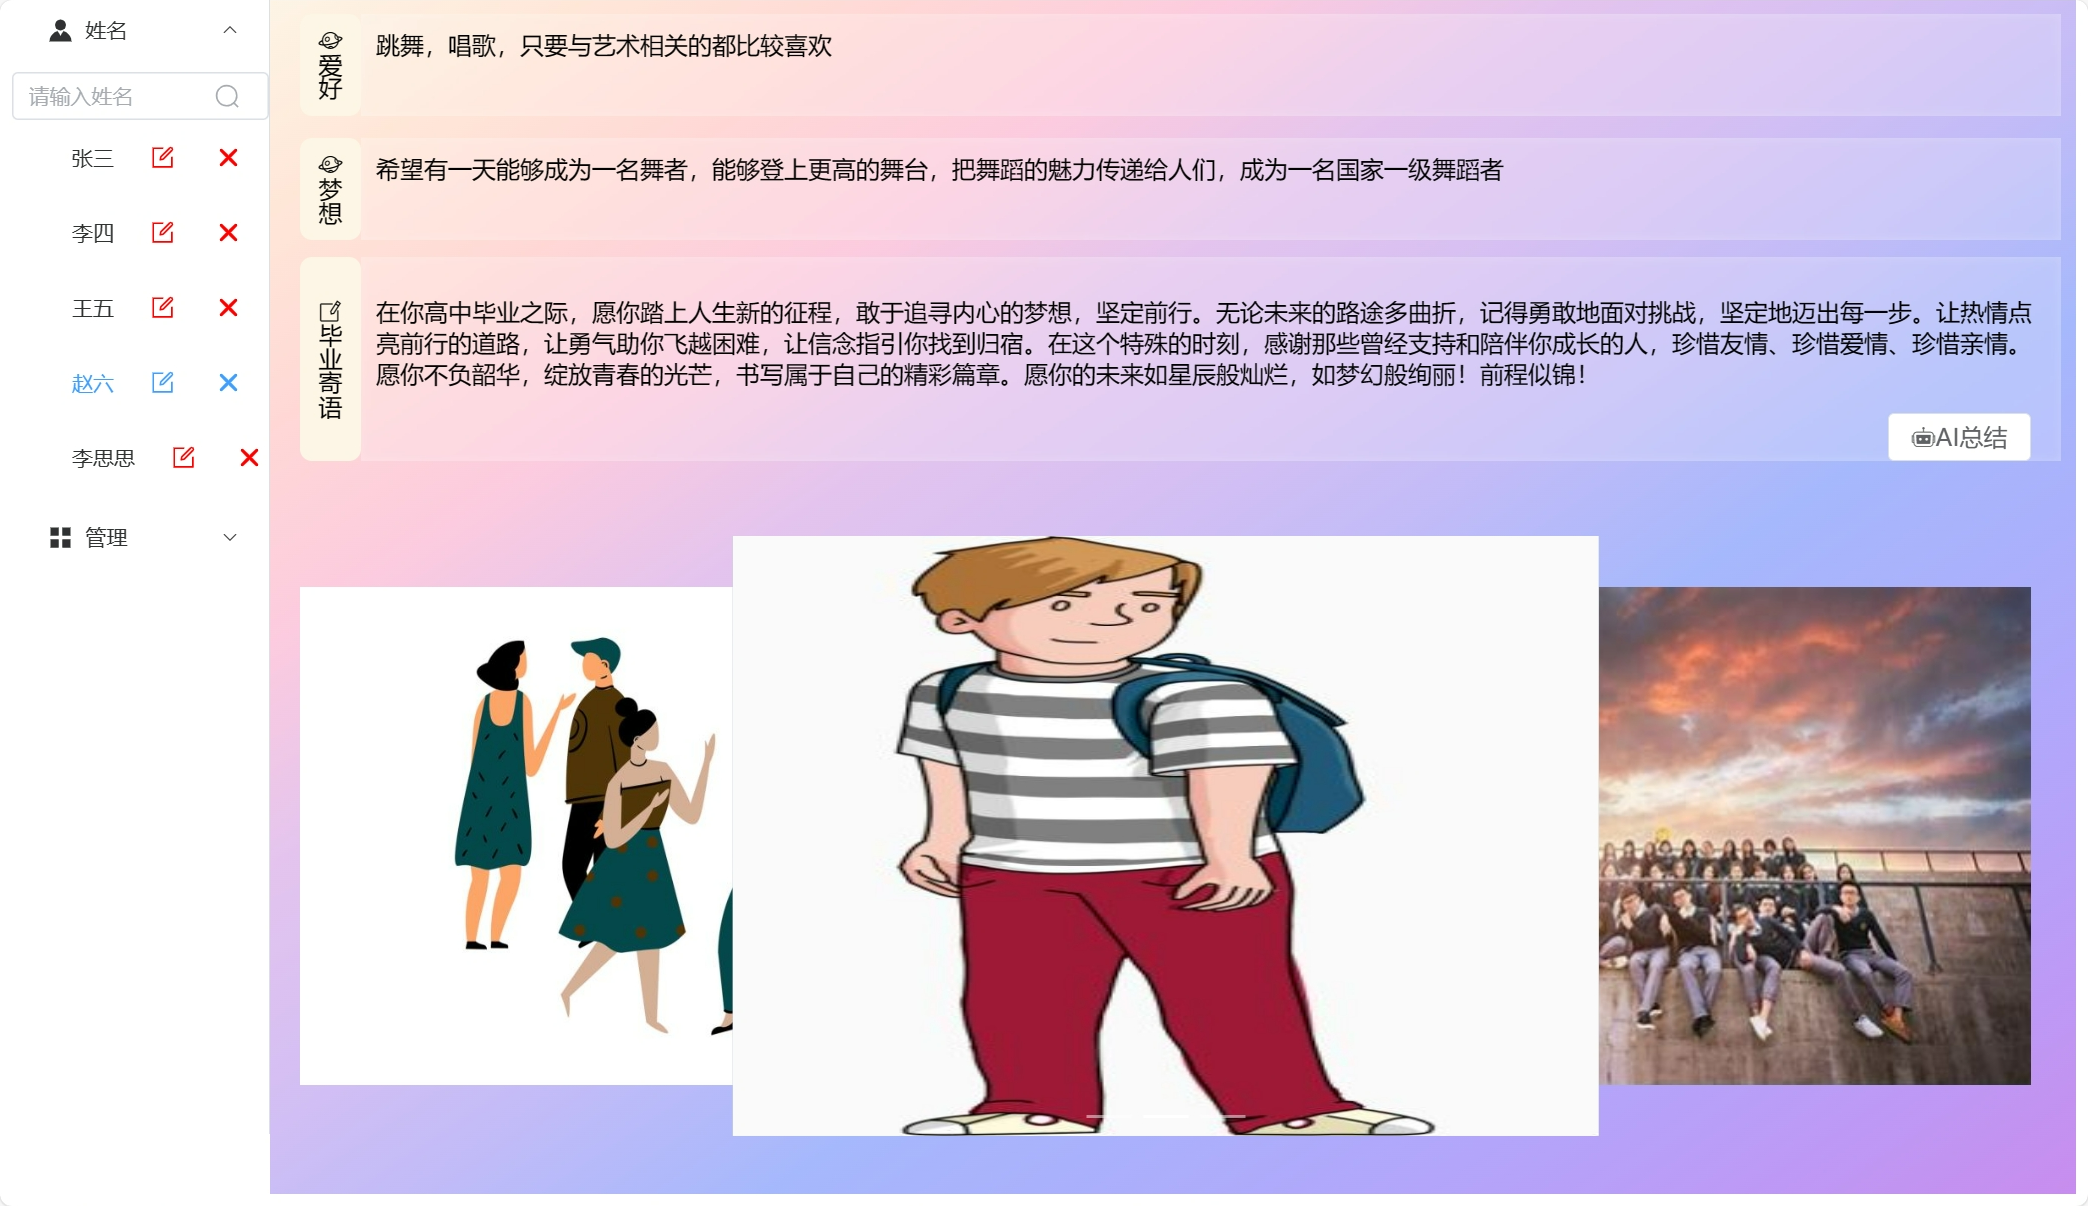 姓名
请输入姓名
张三
李四
王五
赵六
李思思
管理
爱好
跳舞，唱歌，只要与艺术相关的都比较喜欢
梦想
希望有一天能够成为一名舞者，能够登上更高的舞台，把舞蹈的魅力传递给人们，成为一名国家一级舞蹈者
毕业寄语
在你高中毕业之际，愿你踏上人生新的征程，敢于追寻内心的梦想，坚定前行。无论未来的路途多曲折，记得勇敢地面对挑战，坚定地迈出每一步。让热情点
亮前行的道路，让勇气助你飞越困难，让信念指引你找到归宿。在这个特殊的时刻，感谢那些曾经支持和陪伴你成长的人，珍惜友情、珍惜爱情、珍惜亲情。
愿你不负韶华，绽放青春的光芒，书写属于自己的精彩篇章。愿你的未来如星辰般灿烂，如梦幻般绚丽！前程似锦！
AI总结